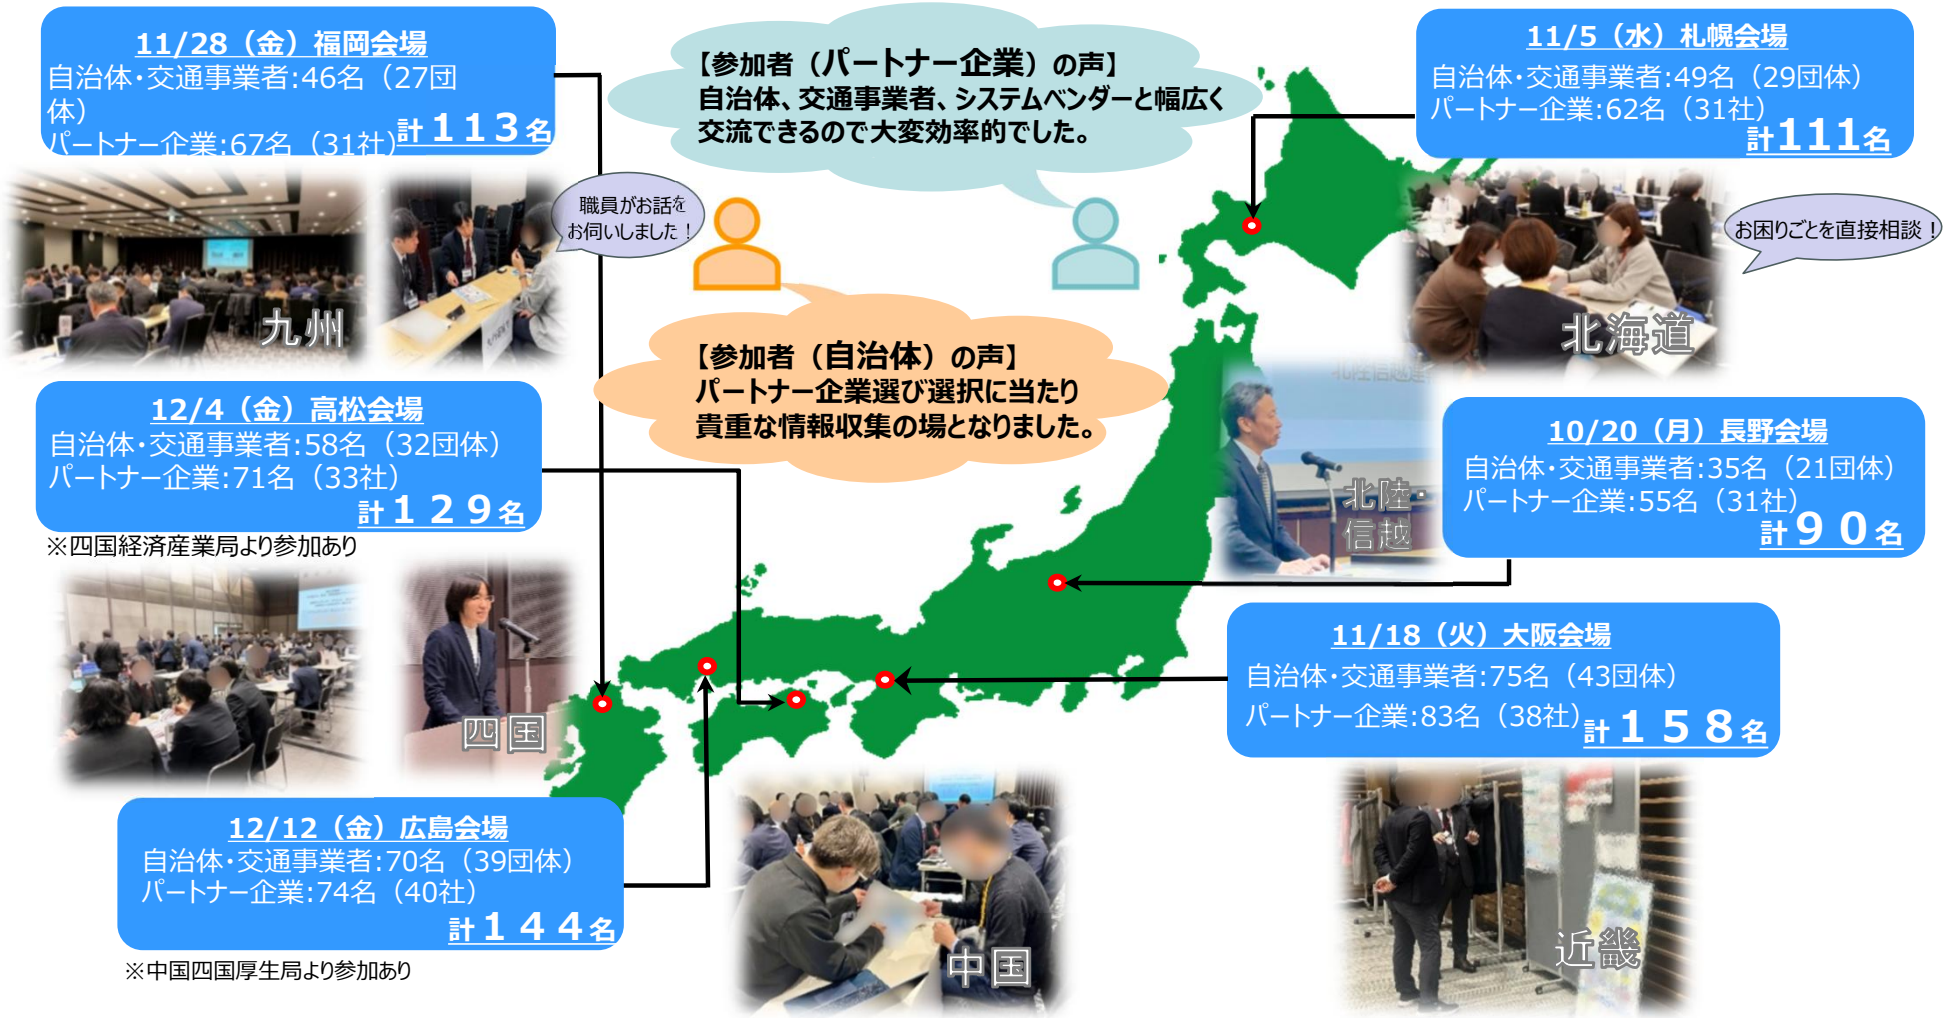 11/28（金）福岡会場
自治体・交通事業者:46名（27団
体）
パートナー企業:67名（31社）
計113名
【参加者（パートナー企業）の声】
自治体、交通事業者、システムベンダーと幅広く
交流できるので大変効率的でした。
11/5（水）札幌会場
自治体・交通事業者:49名（29団体）
パートナー企業:62名（31社）
計111名
職員がお話を
お伺いしました！
九州
お困りごとを直接相談！
北海道
【参加者（自治体）の声】
パートナー企業選び選択に当たり
貴重な情報収集の場となりました。
12/4（金）高松会場
自治体・交通事業者:58名（32団体）
パートナー企業:71名（33社）
計１２９名
※四国経済産業局より参加あり
北陸信越運
北陸・
信越
10/20（月）長野会場
自治体・交通事業者:35名（21団体）
パートナー企業:55名（31社）
計９０名
四国
11/18（火）大阪会場
自治体・交通事業者:75名（43団体）
パートナー企業:83名（38社）
計１５８名
12/12（金）広島会場
自治体・交通事業者:70名（39団体）
パートナー企業:74名（40社）
計１４４名
※中国四国厚生局より参加あり
中国
近畿